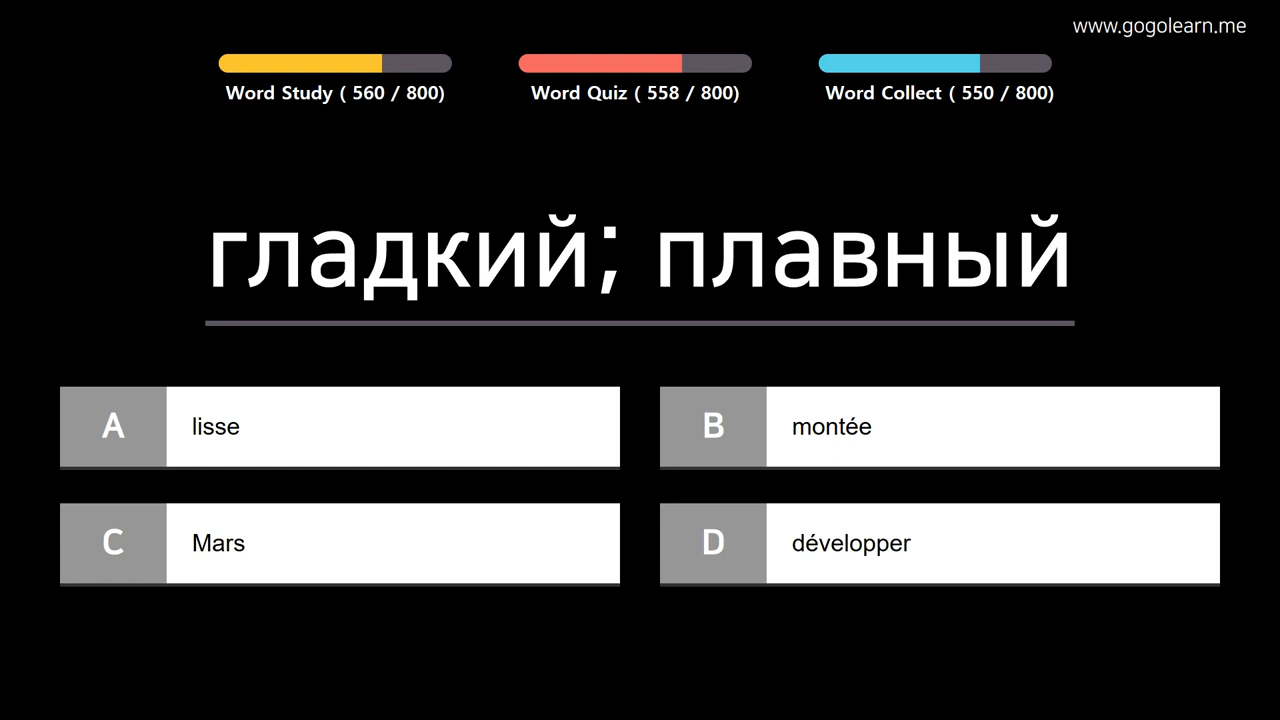 www.gogolearn.me
Word Study ( 560 / 800)
Word Quiz ( 558 / 800)
Word Collect ( 550 / 800)
гладкий; плавный
A lisse
B montée
C Mars
D développer